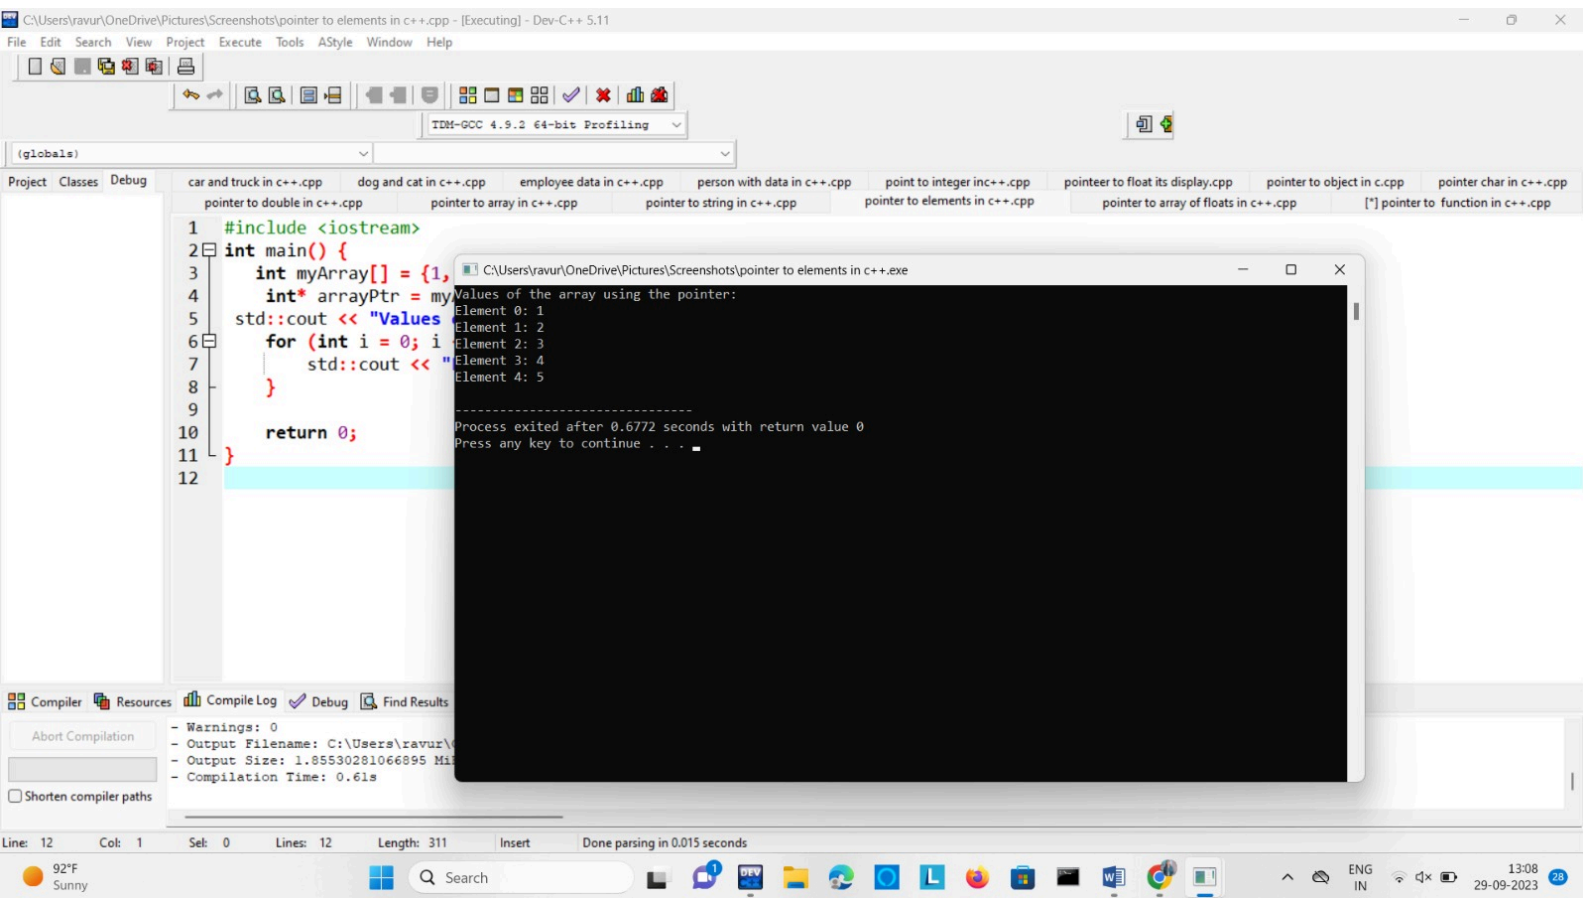 C:\Users\ravur\OneDrive\Pictures\Screenshots\pointer to elements in c++.cpp - [Executing] - Dev-C++ 5.11
File Edit Search View Project Execute Tools AStyle Window Help
TDM-GCC 4.9.2 64-bit Profiling
(globals)
Project Classes Debug
car and truck in c++.cpp dog and cat in c++.cpp employee data in c++.cpp person with data in c++.cpp point to integer inc++.cpp pointeer to float its display.cpp pointer to object in c.cpp pointer char in c++.cpp
pointer to double in c++.cpp pointer to array in c++.cpp pointer to string in c++.cpp pointer to elements in c++.cpp pointer to array of floats in c++.cpp [*] pointer to function in c++.cpp
1 #include <iostream>
2 int main() {
3 int myArray[] = {1,
4 int* arrayPtr = my
5 std::cout << "Values
6 for (int i = 0; i
7 std::cout << "
8 }
9
10 return 0;
11 }
12
C:\Users\ravur\OneDrive\Pictures\Screenshots\pointer to elements in c++.exe
Values of the array using the pointer:
Element 0: 1
Element 1: 2
Element 2: 3
Element 3: 4
Element 4: 5
--------------------------------
Process exited after 0.6772 seconds with return value 0
Press any key to continue . . .
Compiler Resources Compile Log Debug Find Results
Abort Compilation
Shorten compiler paths
- Warnings: 0
- Output Filename: C:\Users\ravur\
- Output Size: 1.85530281066895 Mi
- Compilation Time: 0.61s
Line: 12 Col: 1 Sel: 0 Lines: 12 Length: 311 Insert Done parsing in 0.015 seconds
92°F
Sunny
Search
1
DEV
L
W
ENG
IN
13:08
29-09-2023
28